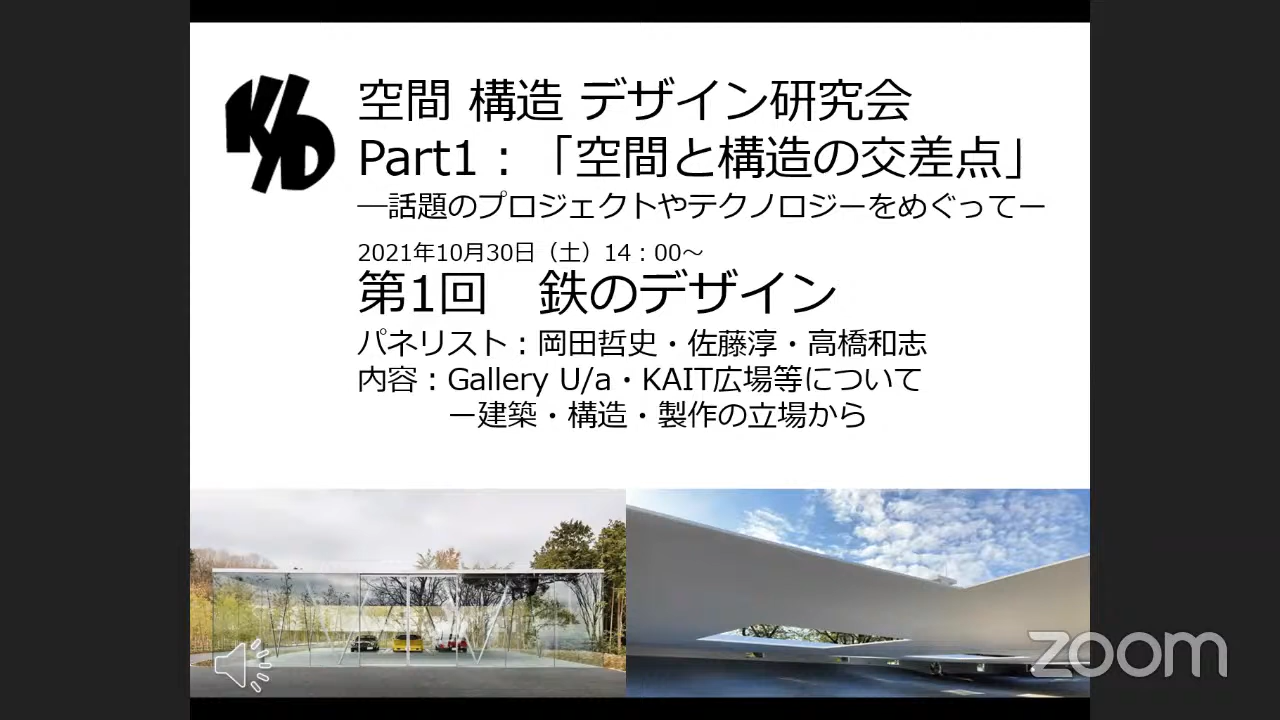 KD
空間 構造 デザイン研究会
Part1：「空間と構造の交差点」
―話題のプロジェクトやテクノロジーをめぐってー
2021年10月30日（土）14：00～
第1回　鉄のデザイン
パネリスト：岡田哲史・佐藤淳・高橋和志
内容：Gallery U/a・KAIT広場等について
ー建築・構造・製作の立場から
zoom